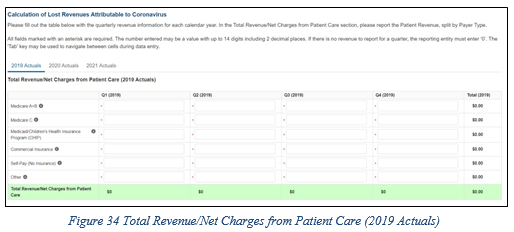 Calculation of Lost Revenues Attributable to Coronavirus
Please fill out the table below with the quarterly revenue information for each calendar year. In the Total Revenue/Net Charges from Patient Care section, please report the Patient Revenue, split by Payer Type.
All fields marked with an asterisk are required. The number entered may be a value with up to 14 digits including 2 decimal places. If there is no revenue to report for a quarter, the reporting entity must enter '0'. The
'Tab' key may be used to navigate between cells during data entry.
2019 Actuals 2020 Actuals 2021 Actuals
Total Revenue/Net Charges from Patient Care (2019 Actuals)
Q1 (2019) Q2 (2019) Q3 (2019) Q4 (2019) Total (2019)
Medicare A+B * * * * $0.00
Medicare C * * * * $0.00
Medicaid/Children's Health Insurance
Program (CHIP) * * * * $0.00
Commercial Insurance * * * * $0.00
Self-Pay (No Insurance) * * * * $0.00
Other * * * * $0.00
Total Revenue/Net Charges from Patient
Care $0 $0 $0 $0 $0.00
Figure 34 Total Revenue/Net Charges from Patient Care (2019 Actuals)